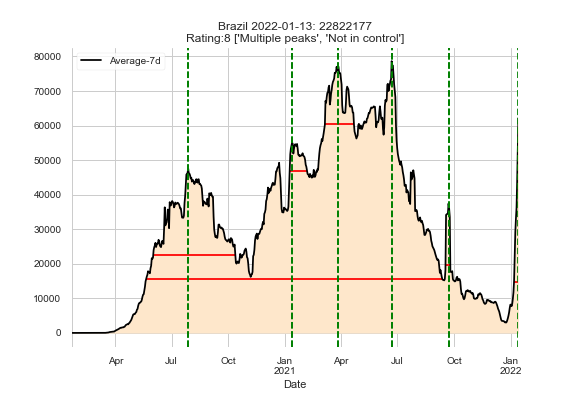 Brazil 2022-01-13: 22822177
Rating:8 ['Multiple peaks', 'Not in control']
Average-7d
80000
70000
60000
50000
40000
30000
20000
10000
0
Apr Jul Oct Jan Apr Jul Oct Jan
2021 2022
Date